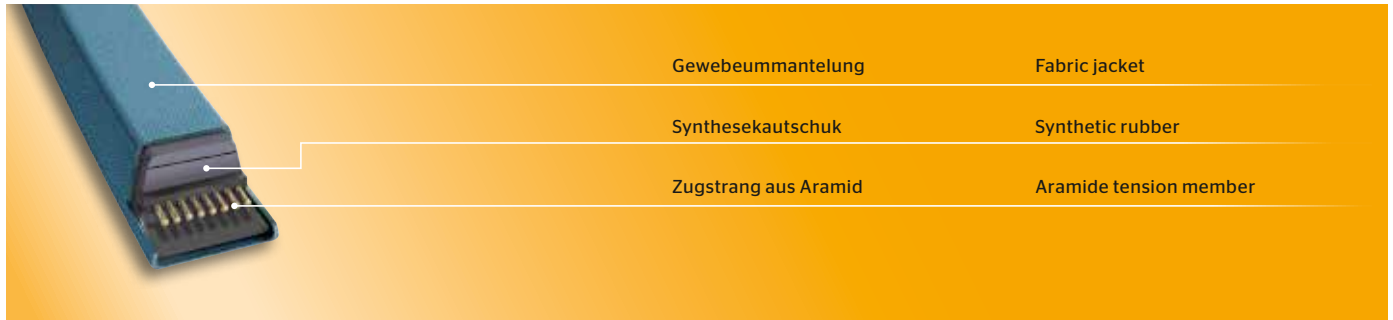 Gewebeummantelung Fabric jacket
Synthesekautschuk Synthetic rubber
Zugstrang aus Aramid Aramide tension member